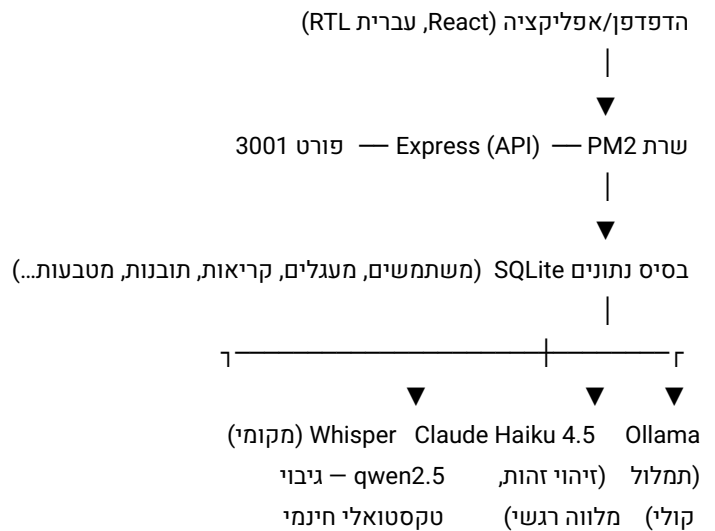 הדפדפן/אפליקציה (React, עברית RTL)
שרת Express (API) — PM2 — פורט 3001
בסיס נתונים SQLite (משתמשים, מעגלים, קריאות, תובנות, מטבעות...)
Ollama Claude Haiku 4.5 Whisper (מקומי)
(תמלול (זיהוי זהות, qwen2.5 — גיבוי
קולי) מלווה רגשי) טקסטואלי חינמי